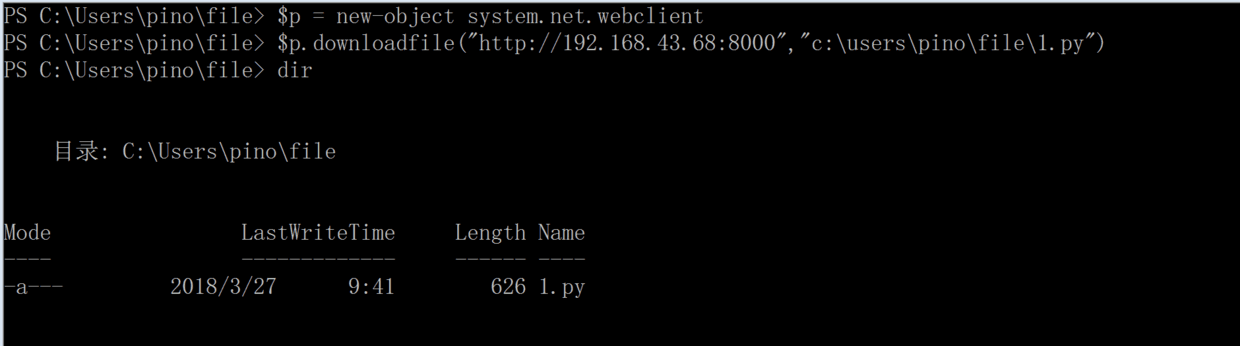 PS C:\Users\pino\file> $p = new-object system.net.webclient
PS C:\Users\pino\file> $p.downloadfile("http://192.168.43.68:8000","c:\users\pino\file\1.py")
PS C:\Users\pino\file> dir
目录: C:\Users\pino\file
Mode LastWriteTime Length Name
---- ------------- ------ ----
-a--- 2018/3/27 9:41 626 1.py